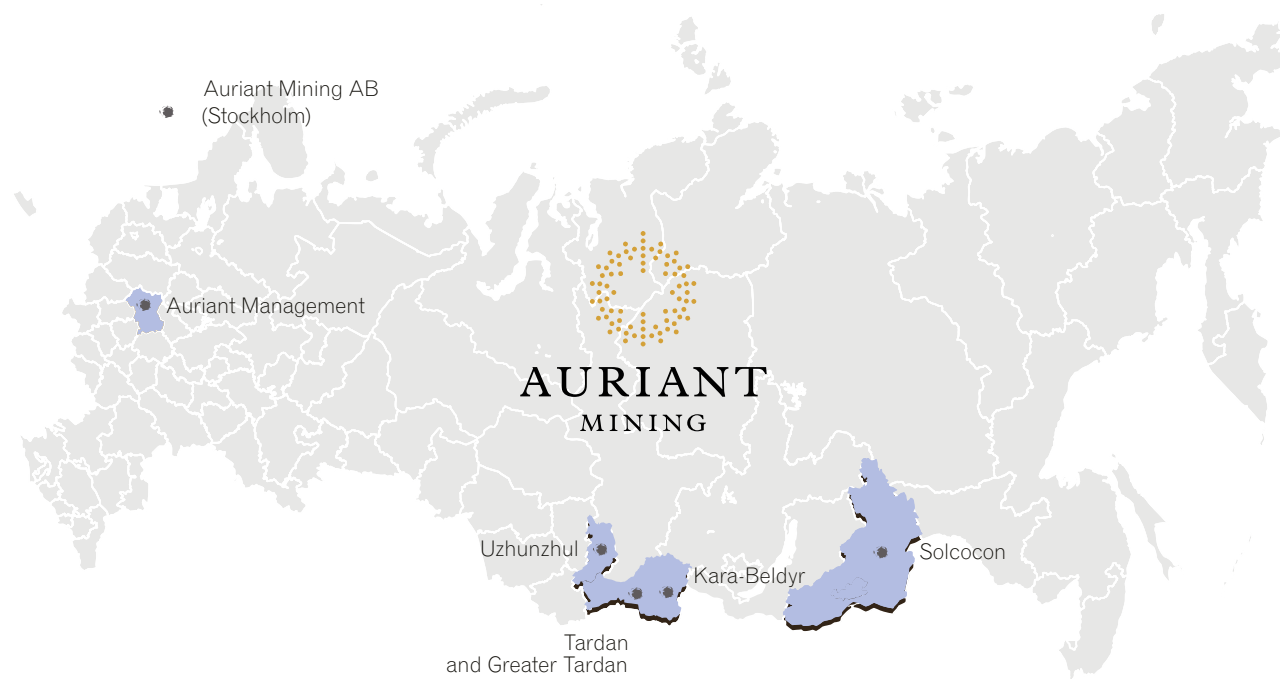 Auriant Mining AB
(Stockholm)
Auriant Management
AURIANT
MINING
Uzhunzhul
Kara-Beldyr
Solcocon
Tardan
and Greater Tardan